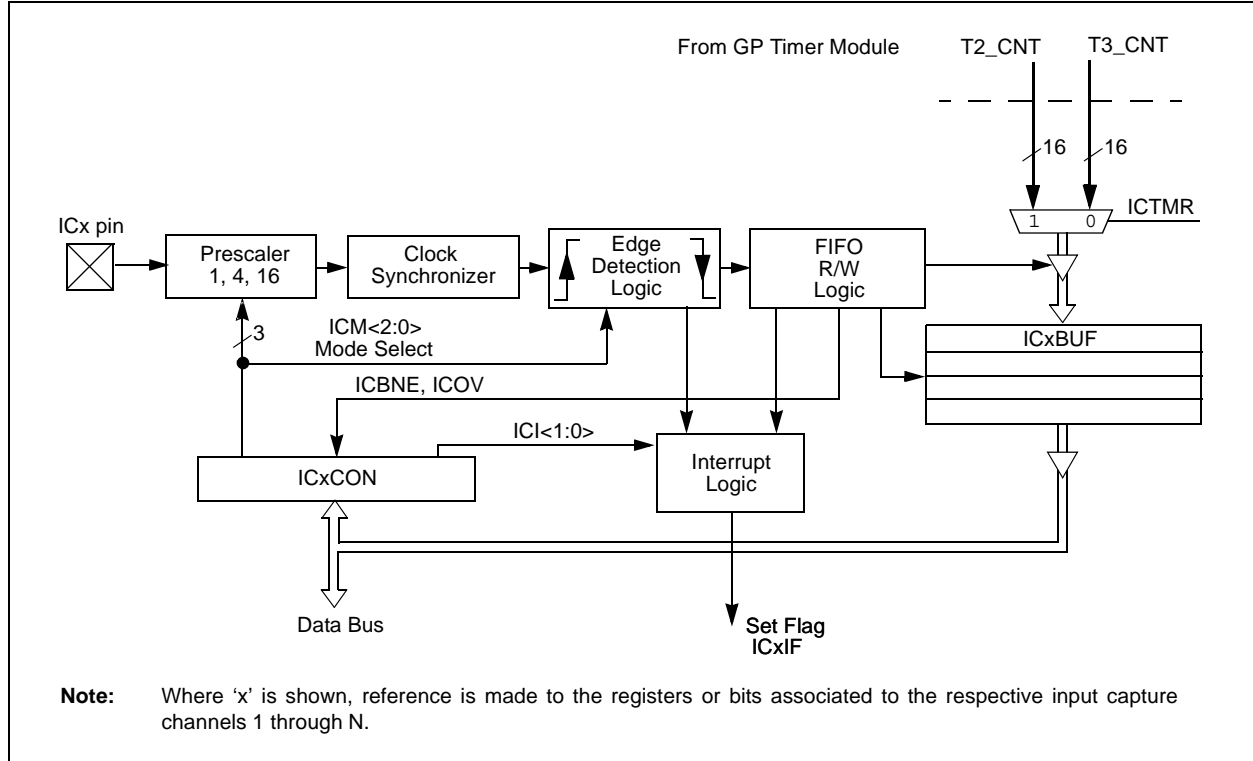 From GP Timer Module
T2_CNT
T3_CNT
16
16
ICx pin
1 0
ICTMR
Prescaler
1, 4, 16
Clock
Synchronizer
Edge
Detection
Logic
FIFO
R/W
Logic
3
ICM<2:0>
Mode Select
ICxBUF
ICBNE, ICOV
ICI<1:0>
ICxCON
Interrupt
Logic
Data Bus
Set Flag
ICxIF
Note: Where ‘x’ is shown, reference is made to the registers or bits associated to the respective input capture
channels 1 through N.